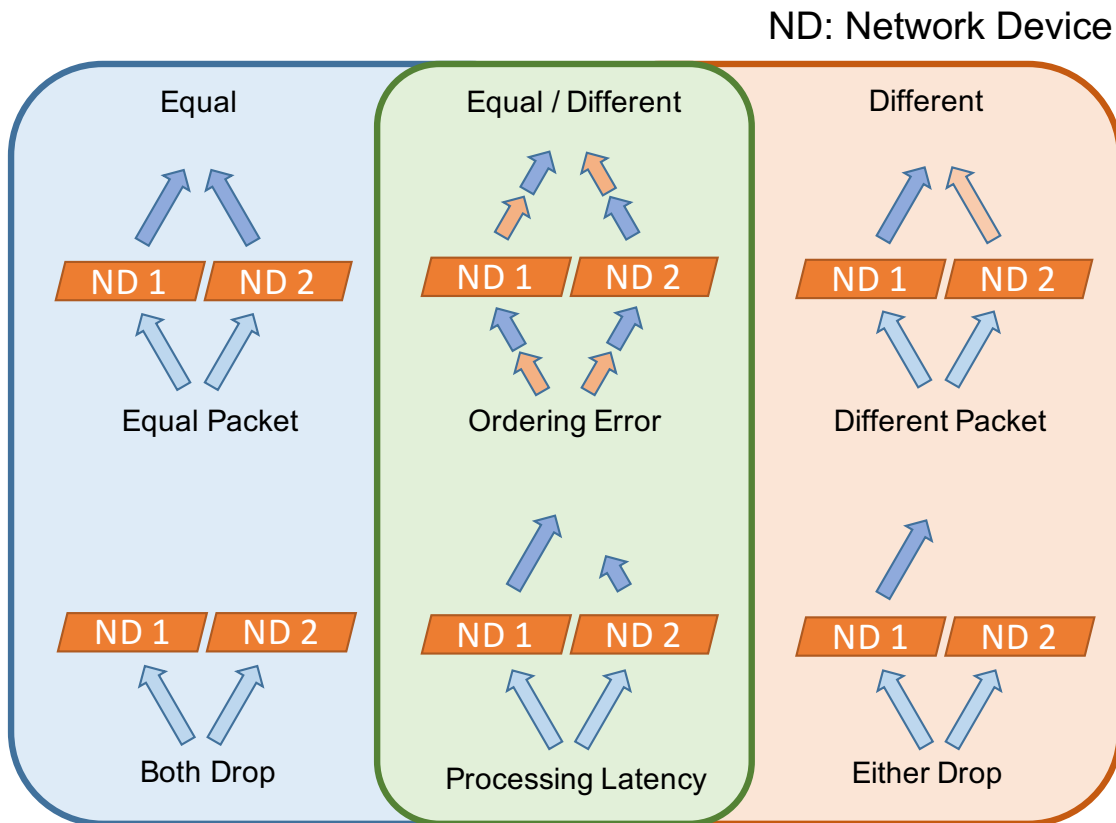 ND: Network Device
Equal
Equal / Different
Different
ND 1
ND 2
ND 1
ND 2
ND 1
ND 2
Equal Packet
Ordering Error
Different Packet
ND 1
ND 2
ND 1
ND 2
ND 1
ND 2
Both Drop
Processing Latency
Either Drop